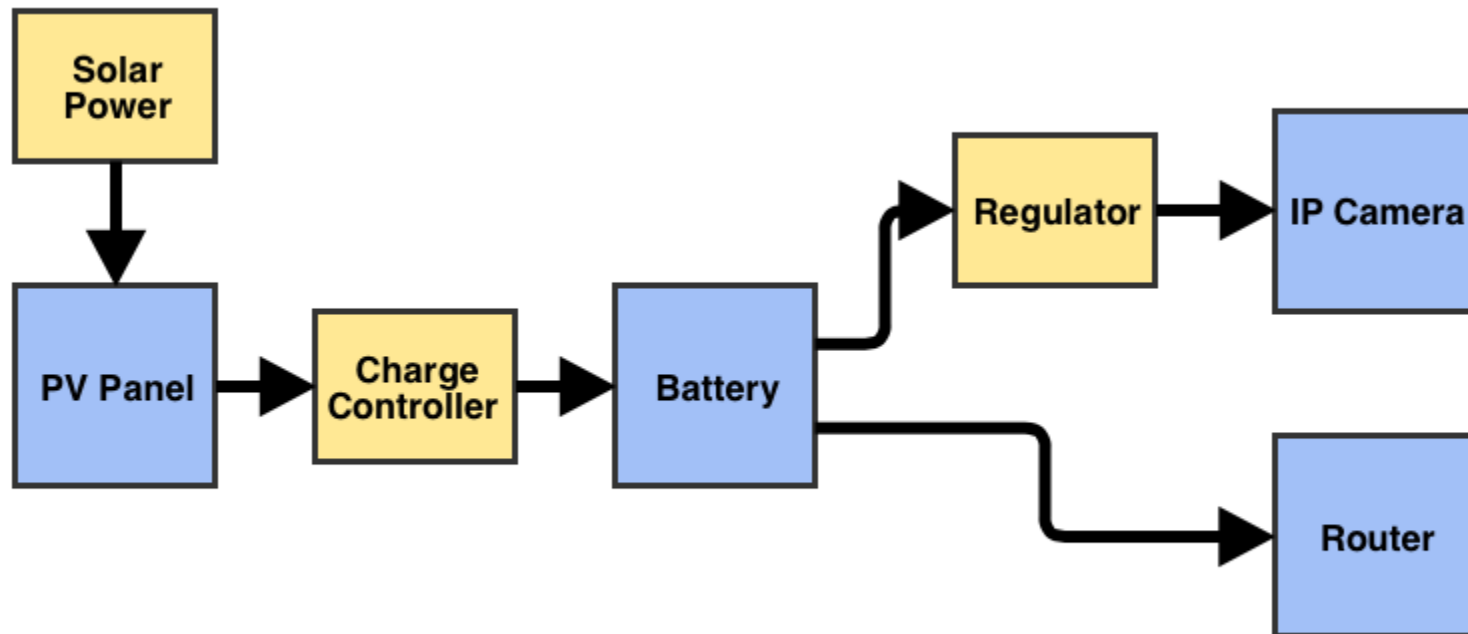 Solar
Power
Regulator
IP Camera
PV Panel
Charge
Controller
Battery
Router